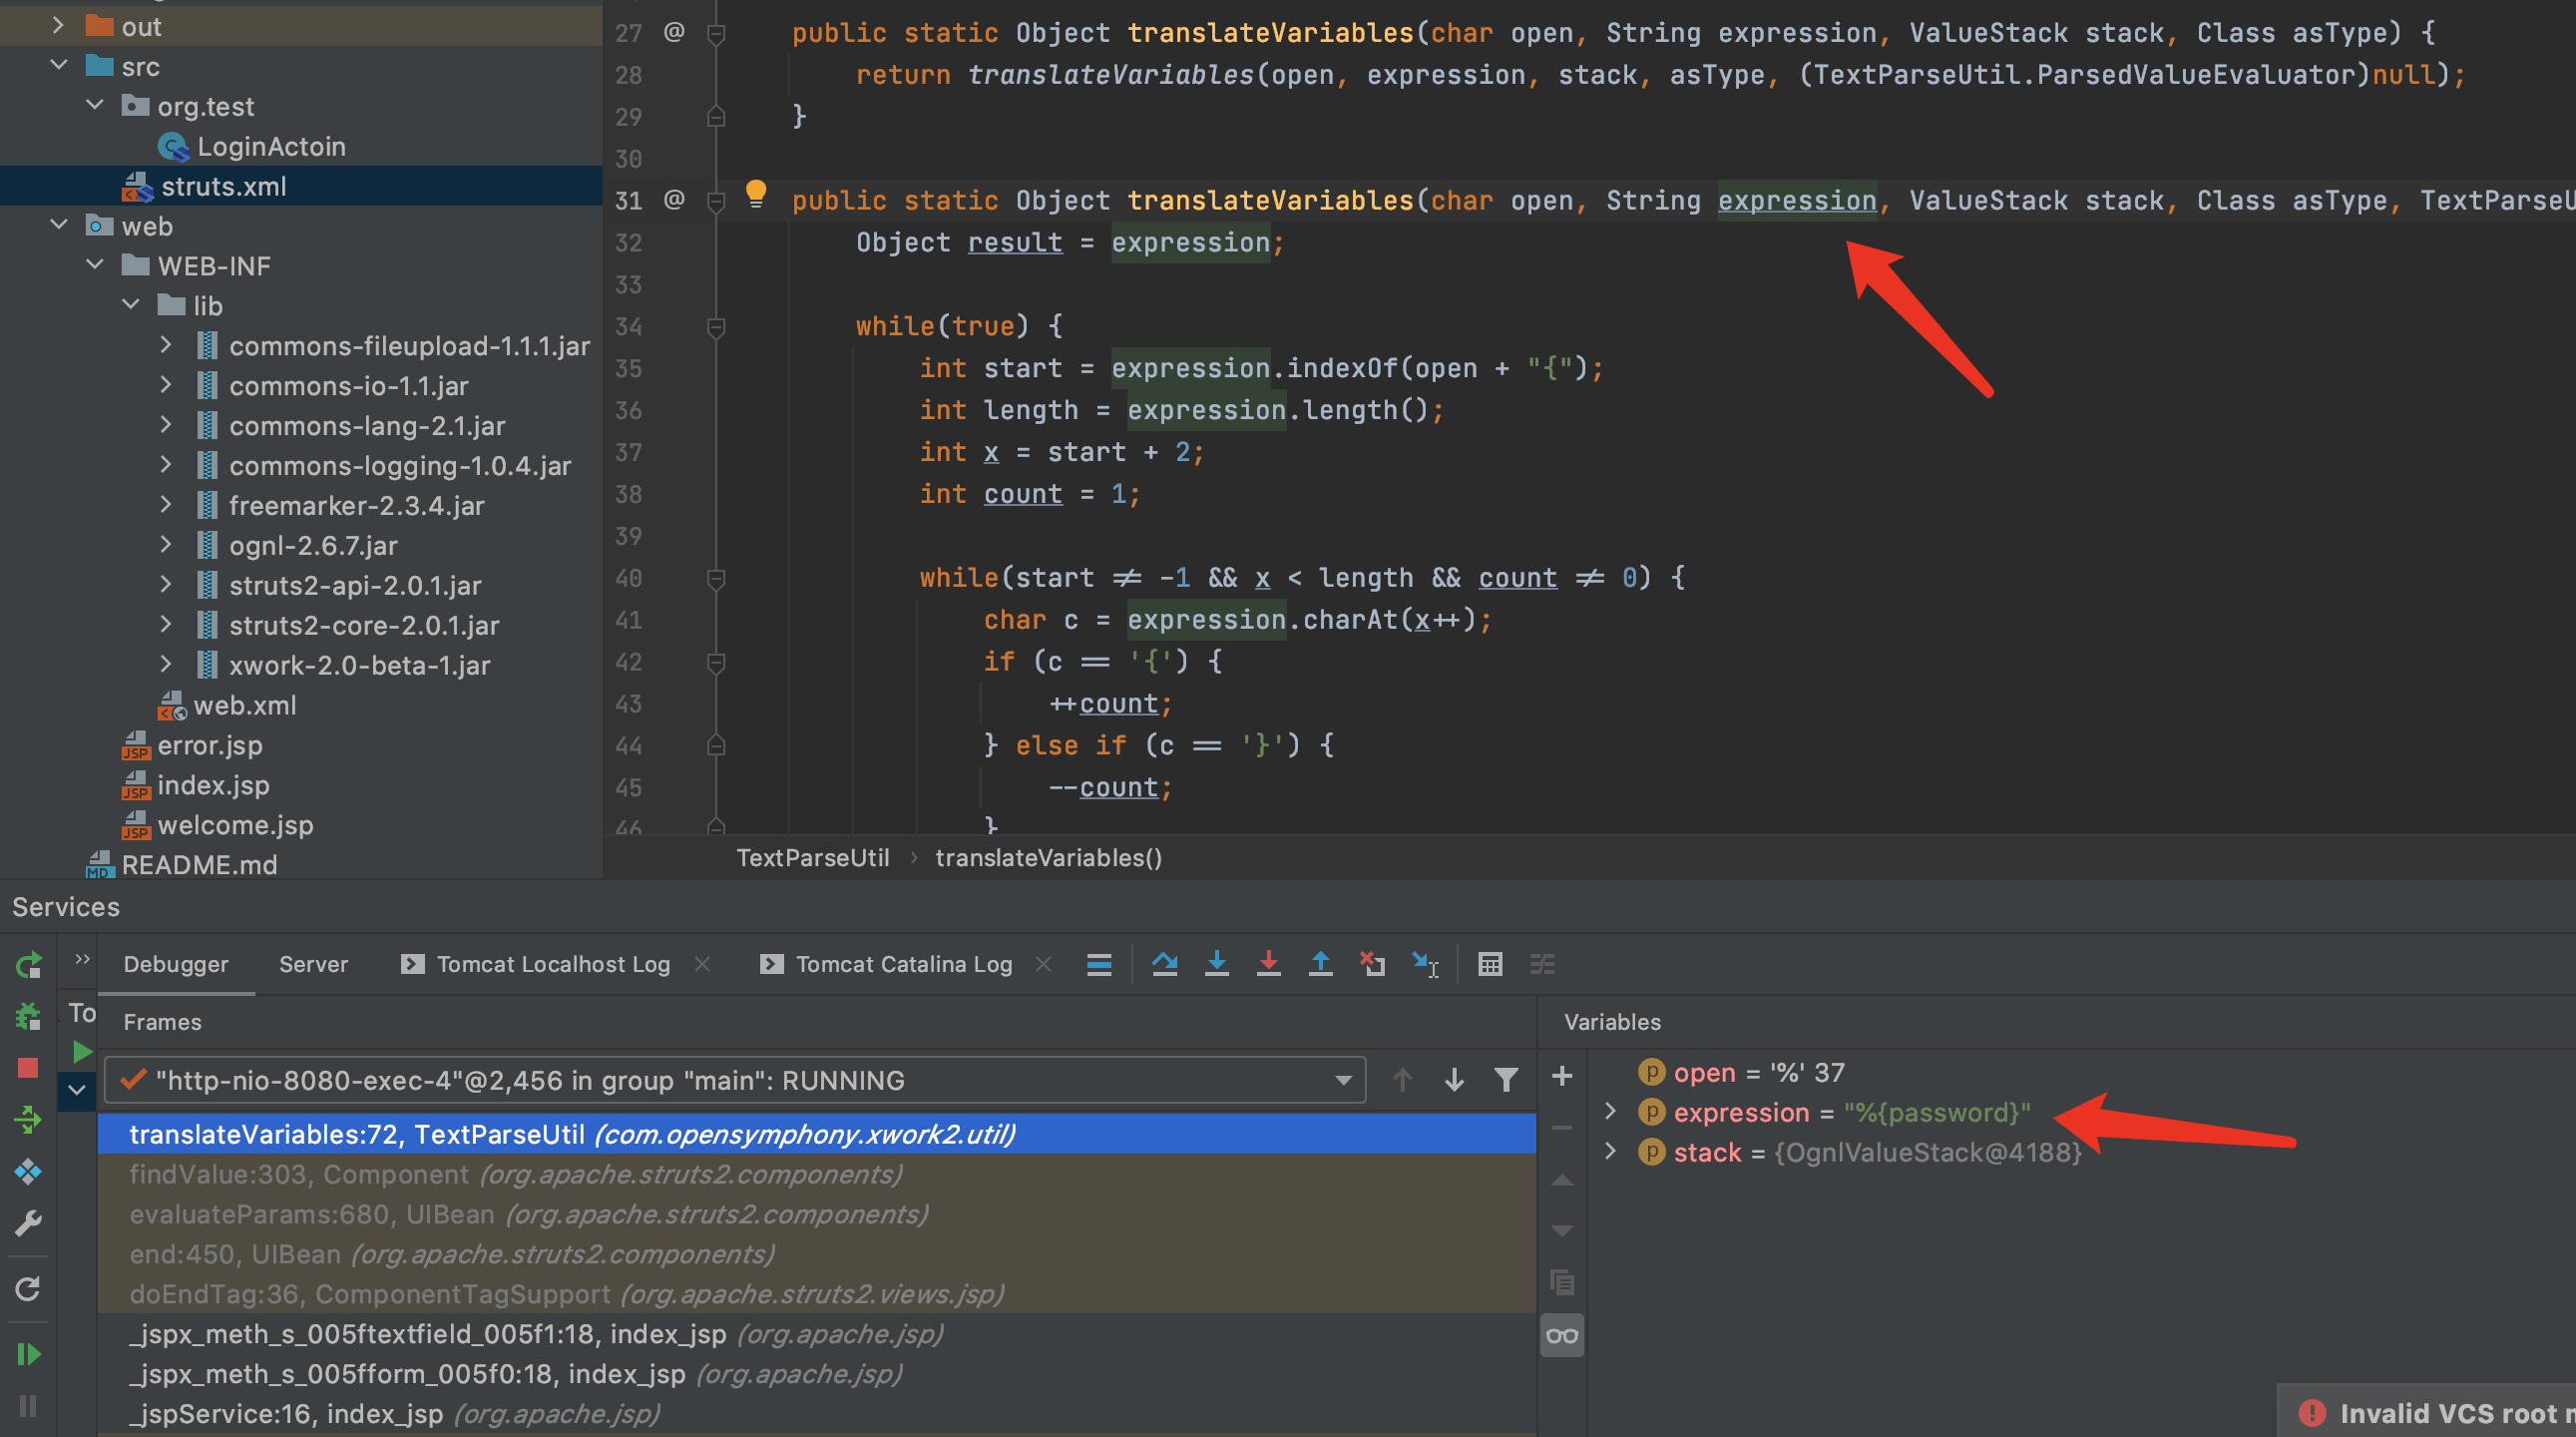 out
src
org.test
LoginActoin
struts.xml
web
WEB-INF
lib
commons-fileupload-1.1.1.jar
commons-io-1.1.jar
commons-lang-2.1.jar
commons-logging-1.0.4.jar
freemarker-2.3.4.jar
ognl-2.6.7.jar
struts2-api-2.0.1.jar
struts2-core-2.0.1.jar
xwork-2.0-beta-1.jar
web.xml
error.jsp
index.jsp
welcome.jsp
README.md
27 @ public static Object translateVariables(char open, String expression, ValueStack stack, Class asType) {
28 return translateVariables(open, expression, stack, asType, (TextParseUtil.ParsedValueEvaluator)null);
29 }
30
31 @ public static Object translateVariables(char open, String expression, ValueStack stack, Class asType, TextParseU
32 Object result = expression;
33
34 while(true) {
35 int start = expression.indexOf(open + "{");
36 int length = expression.length();
37 int x = start + 2;
38 int count = 1;
39
40 while(start != -1 && x < length && count != 0) {
41 char c = expression.charAt(x++);
42 if (c == '{') {
43 ++count;
44 } else if (c == '}') {
45 --count;
46 }
TextParseUtil › translateVariables()
Services
Debugger Server Tomcat Localhost Log Tomcat Catalina Log
To
Frames
"http-nio-8080-exec-4"@2,456 in group "main": RUNNING
translateVariables:72, TextParseUtil (com.opensymphony.xwork2.util)
findValue:303, Component (org.apache.struts2.components)
evaluateParams:680, UIBean (org.apache.struts2.components)
end:450, UIBean (org.apache.struts2.components)
doEndTag:36, ComponentTagSupport (org.apache.struts2.views.jsp)
_jspx_meth_s_005ftextfield_005f1:18, index_jsp (org.apache.jsp)
_jspx_meth_s_005fform_005f0:18, index_jsp (org.apache.jsp)
_jspService:16, index_jsp (org.apache.jsp)
Variables
open = '%' 37
expression = "%{password}"
stack = {OgnlValueStack@4188}
Invalid VCS root